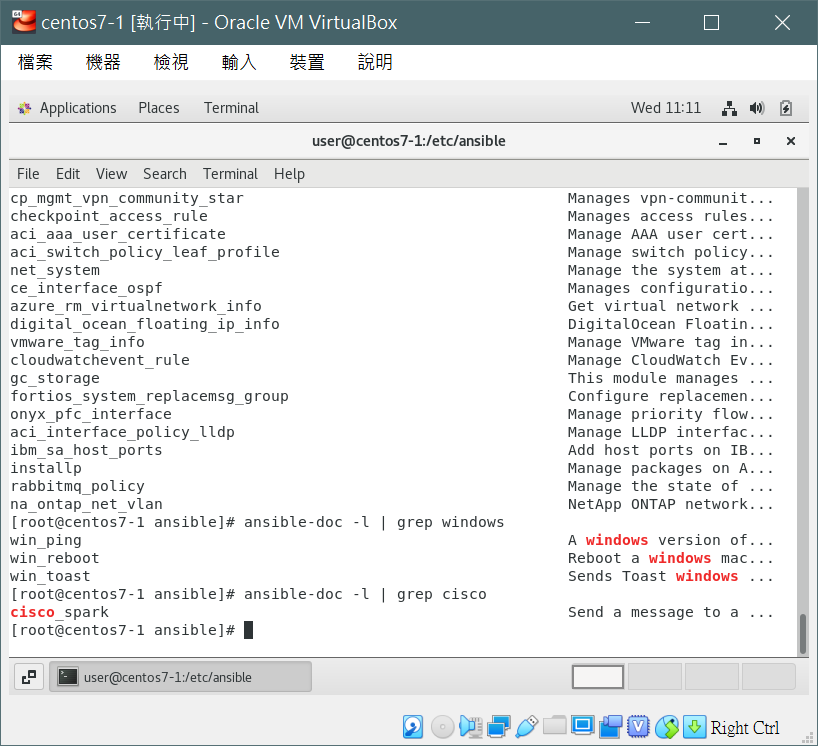 centos7-1 [執行中] - Oracle VM VirtualBox
檔案 機器 檢視 輸入 裝置 說明
Applications Places Terminal Wed 11:11
user@centos7-1:/etc/ansible
File Edit View Search Terminal Help
cp_mgmt_vpn_community_star Manages vpn-communit...
checkpoint_access_rule Manages access rules...
aci_aaa_user_certificate Manage AAA user cert...
aci_switch_policy_leaf_profile Manage switch policy...
net_system Manage the system at...
ce_interface_ospf Manages configuratio...
azure_rm_virtualnetwork_info Get virtual network ...
digital_ocean_floating_ip_info DigitalOcean Floatin...
vmware_tag_info Manage VMware tag in...
cloudwatchevent_rule Manage CloudWatch Ev...
gc_storage This module manages ...
fortios_system_replacemsg_group Configure replacemen...
onyx_pfc_interface Manage priority flow...
aci_interface_policy_lldp Manage LLDP interfac...
ibm_sa_host_ports Add host ports on IB...
installp Manage packages on A...
rabbitmq_policy Manage the state of ...
na_ontap_net_vlan NetApp ONTAP network...
[root@centos7-1 ansible]# ansible-doc -l | grep windows
win_ping A windows version of...
win_reboot Reboot a windows mac...
win_toast Sends Toast windows ...
[root@centos7-1 ansible]# ansible-doc -l | grep cisco
cisco_spark Send a message to a ...
[root@centos7-1 ansible]#
user@centos7-1:/etc/ansible
Right Ctrl